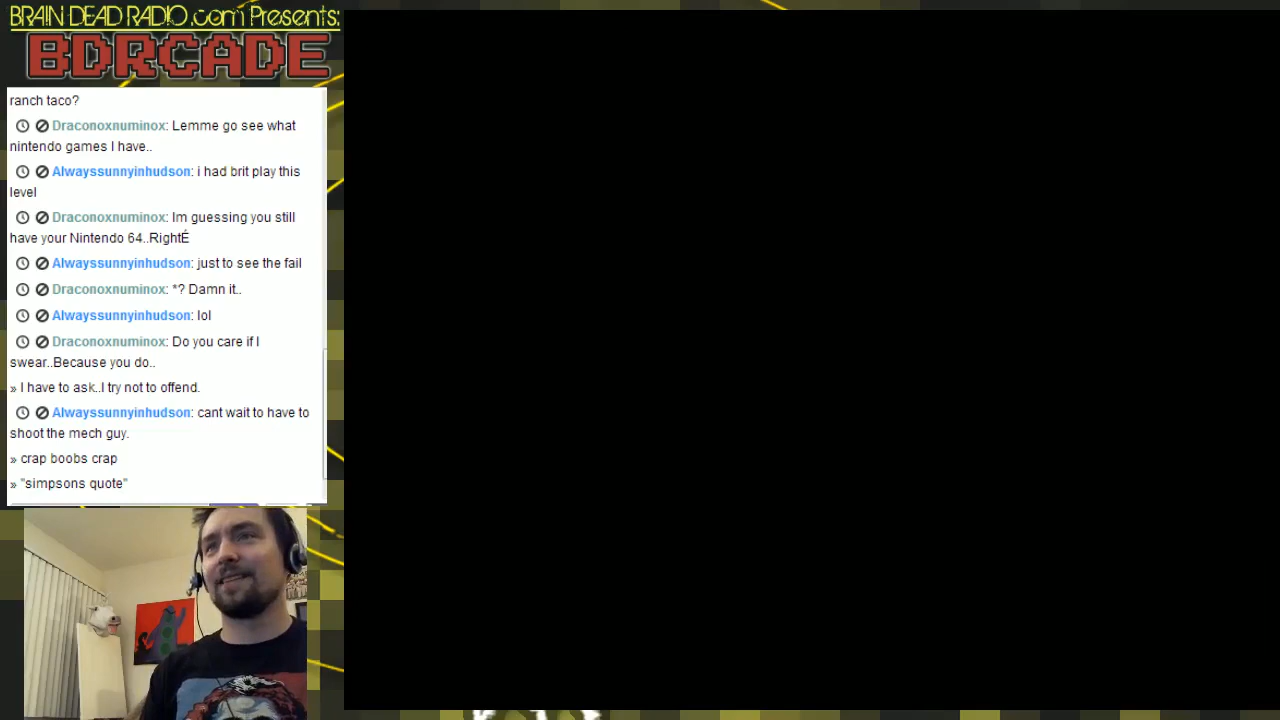 BRAIN DEAD RADIO.com Presents:
BDRCADE
ranch taco?
Draconoxnuminox: Lemme go see what
nintendo games I have..
Alwayssunnyinhudson: i had brit play this
level
Draconoxnuminox: Im guessing you still
have your Nintendo 64..RightÉ
Alwayssunnyinhudson: just to see the fail
Draconoxnuminox: *? Damn it..
Alwayssunnyinhudson: lol
Draconoxnuminox: Do you care if I
swear..Because you do..
» I have to ask..I try not to offend.
Alwayssunnyinhudson: cant wait to have to
shoot the mech guy.
» crap boobs crap
» "simpsons quote"